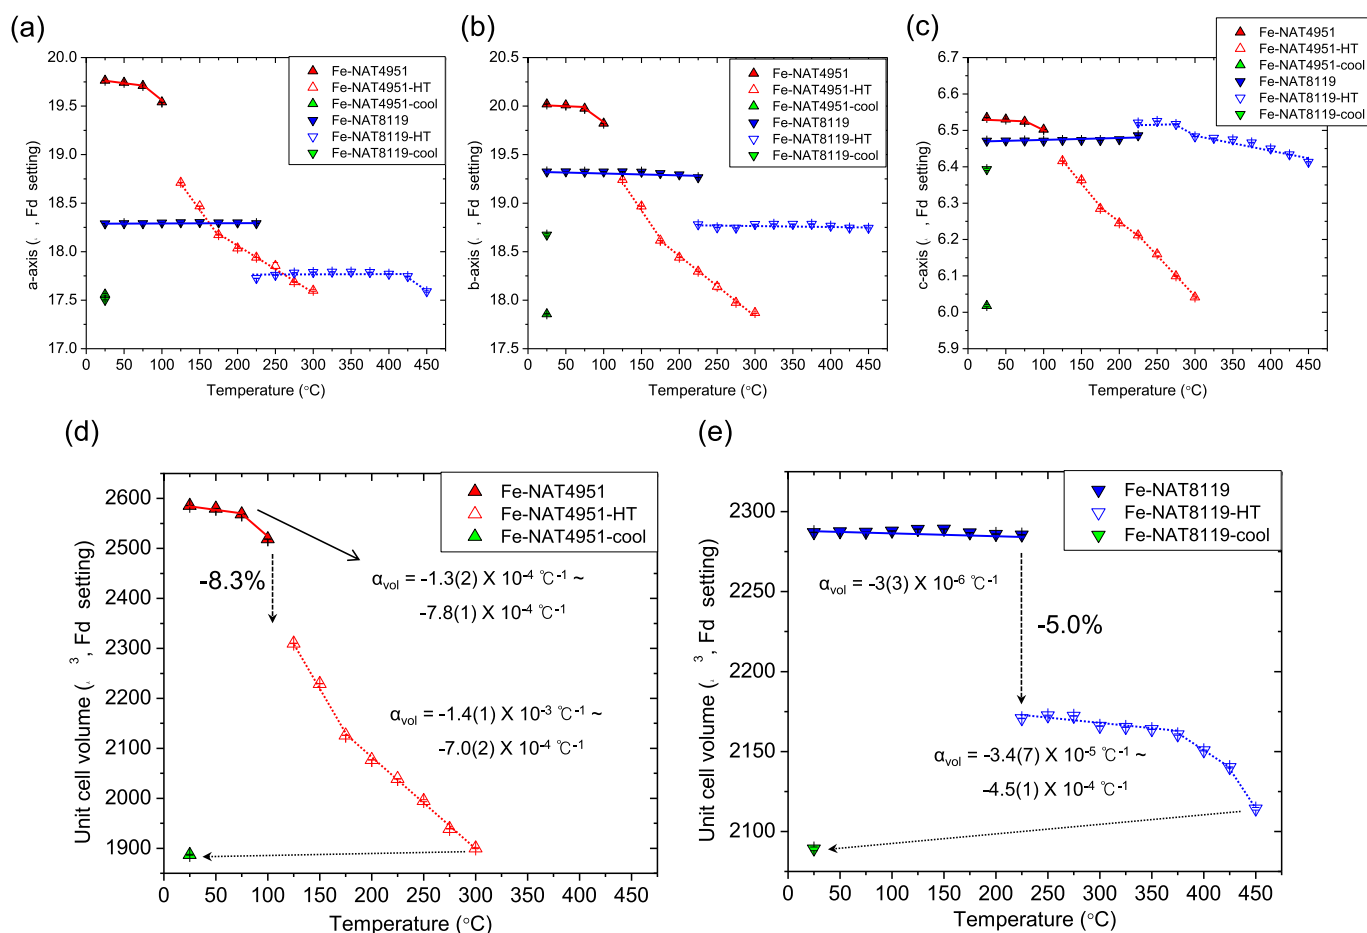 (a)
20.0
19.5
19.0
18.5
18.0
17.5
17.0
a-axis ( , Fd setting)
0 50 100 150 200 250 300 350 400 450
Temperature (°C)
Fe-NAT4951
Fe-NAT4951-HT
Fe-NAT4951-cool
Fe-NAT8119
Fe-NAT8119-HT
Fe-NAT8119-cool
(b)
20.5
20.0
19.5
19.0
18.5
18.0
17.5
b-axis ( , Fd setting)
0 50 100 150 200 250 300 350 400 450
Temperature (°C)
Fe-NAT4951
Fe-NAT4951-HT
Fe-NAT4951-cool
Fe-NAT8119
Fe-NAT8119-HT
Fe-NAT8119-cool
(c)
6.7
6.6
6.5
6.4
6.3
6.2
6.1
6.0
5.9
c-axis ( , Fd setting)
0 50 100 150 200 250 300 350 400 450
Temperature (°C)
Fe-NAT4951
Fe-NAT4951-HT
Fe-NAT4951-cool
Fe-NAT8119
Fe-NAT8119-HT
Fe-NAT8119-cool
(d)
2600
2500
2400
2300
2200
2100
2000
1900
Unit cell volume ( ³, Fd setting)
0 50 100 150 200 250 300 350 400 450
Temperature (°C)
Fe-NAT4951
Fe-NAT4951-HT
Fe-NAT4951-cool
-8.3%
α_vol = -1.3(2) X 10⁻⁴ ℃⁻¹ ~
-7.8(1) X 10⁻⁴ ℃⁻¹
α_vol = -1.4(1) X 10⁻³ ℃⁻¹ ~
-7.0(2) X 10⁻⁴ ℃⁻¹
(e)
2300
2250
2200
2150
2100
Unit cell volume ( ³, Fd setting)
0 50 100 150 200 250 300 350 400 450
Temperature (°C)
Fe-NAT8119
Fe-NAT8119-HT
Fe-NAT8119-cool
α_vol = -3(3) X 10⁻⁶ ℃⁻¹
-5.0%
α_vol = -3.4(7) X 10⁻⁵ ℃⁻¹ ~
-4.5(1) X 10⁻⁴ ℃⁻¹